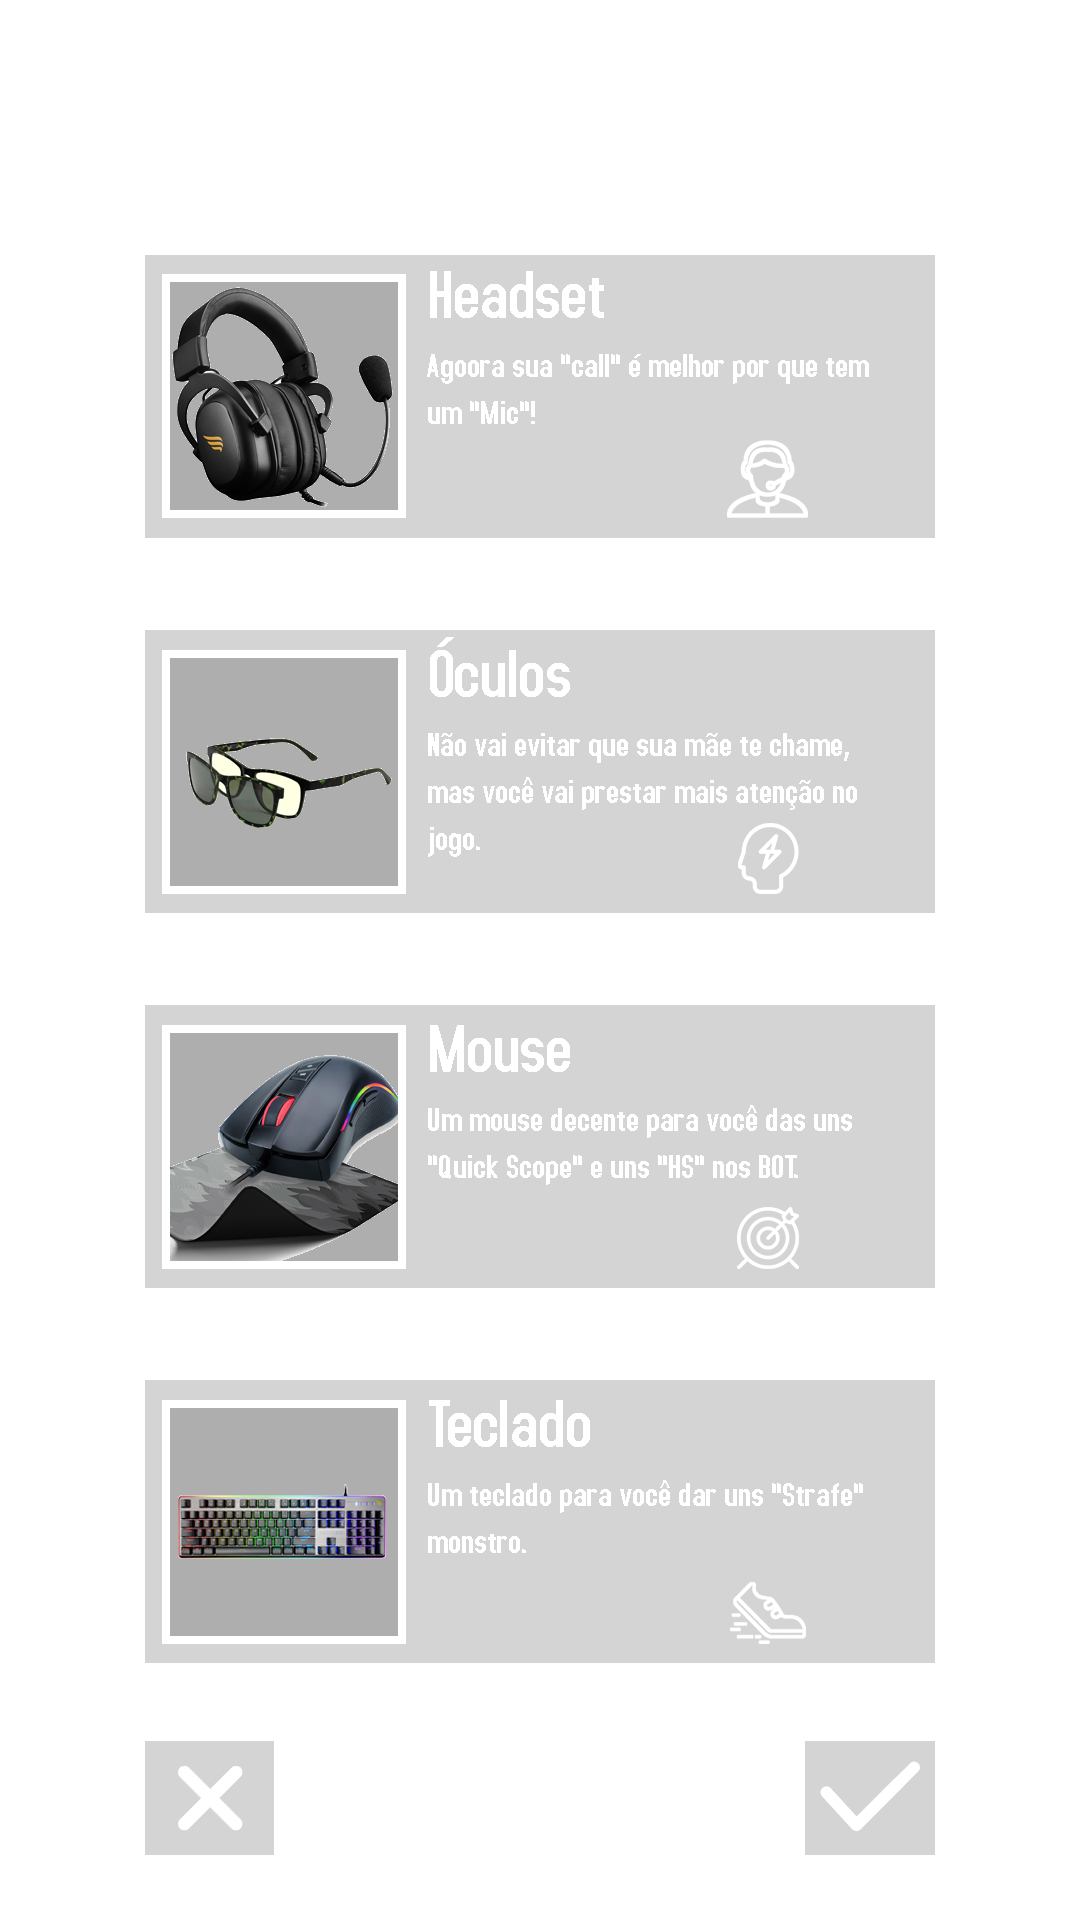 Headset
Agoora sua "call" é melhor por que tem
um "Mic"!
Óculos
Não vai evitar que sua mãe te chame,
mas você vai prestar mais atenção no
jogo.
Mouse
Um mouse decente para você das uns
"Quick Scope" e uns "HS" nos BOT.
Teclado
Um teclado para você dar uns "Strafe"
monstro.